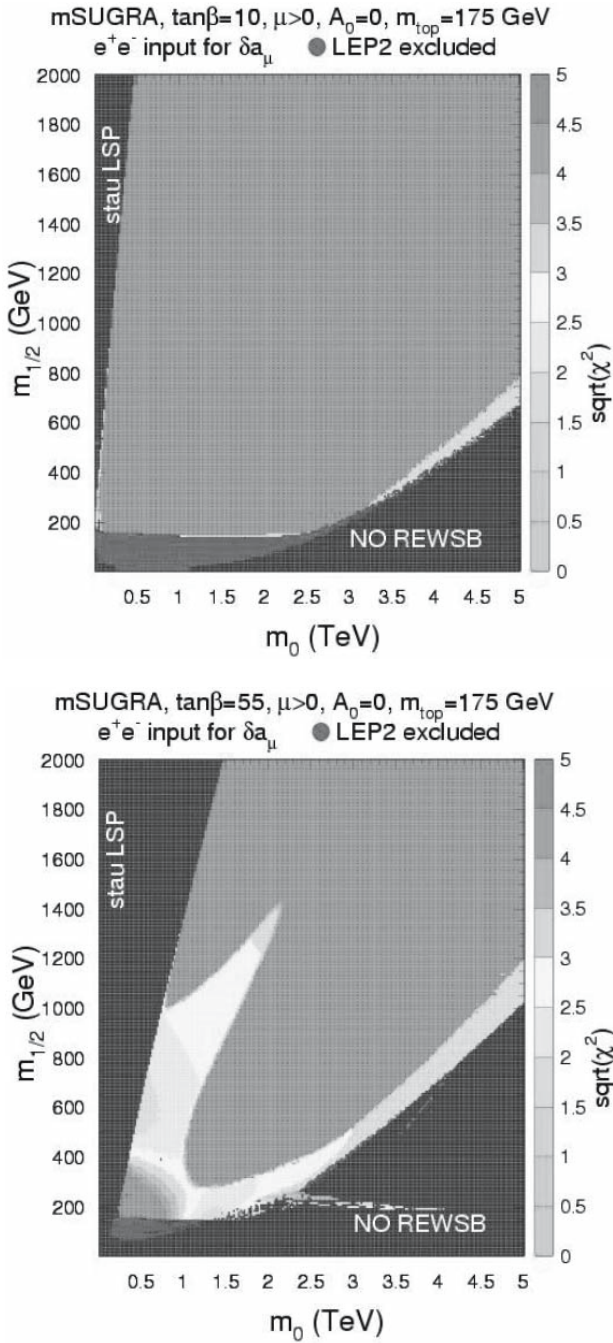 mSUGRA, tanβ=10, μ>0, A₀=0, m_top=175 GeV
e⁺e⁻ input for δa_μ ● LEP2 excluded
2000
1800
1600
1400
1200
1000
800
600
400
200
m_1/2 (GeV)
stau LSP
NO REWSB
0.5 1 1.5 2 2.5 3 3.5 4 4.5 5
m₀ (TeV)
5
4.5
4
3.5
3
2.5
2
1.5
1
0.5
0
sqrt(χ²)
mSUGRA, tanβ=55, μ>0, A₀=0, m_top=175 GeV
e⁺e⁻ input for δa_μ ● LEP2 excluded
2000
1800
1600
1400
1200
1000
800
600
400
200
m_1/2 (GeV)
stau LSP
NO REWSB
0.5 1 1.5 2 2.5 3 3.5 4 4.5 5
m₀ (TeV)
5
4.5
4
3.5
3
2.5
2
1.5
1
0.5
0
sqrt(χ²)